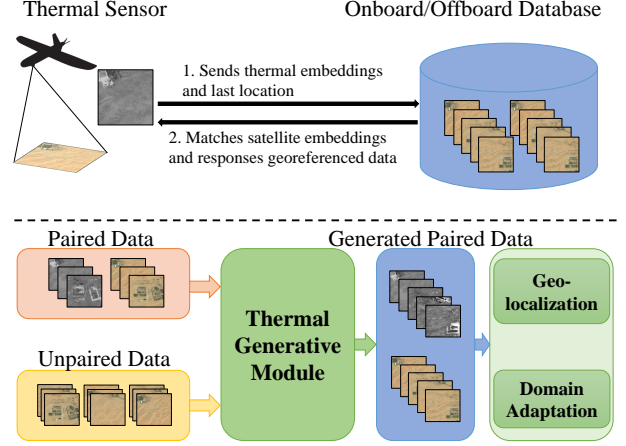 Thermal Sensor
Onboard/Offboard Database
1. Sends thermal embeddings
and last location
2. Matches satellite embeddings
and responses georeferenced data
Paired Data
Generated Paired Data
Unpaired Data
Thermal
Generative
Module
Geo-
localization
Domain
Adaptation